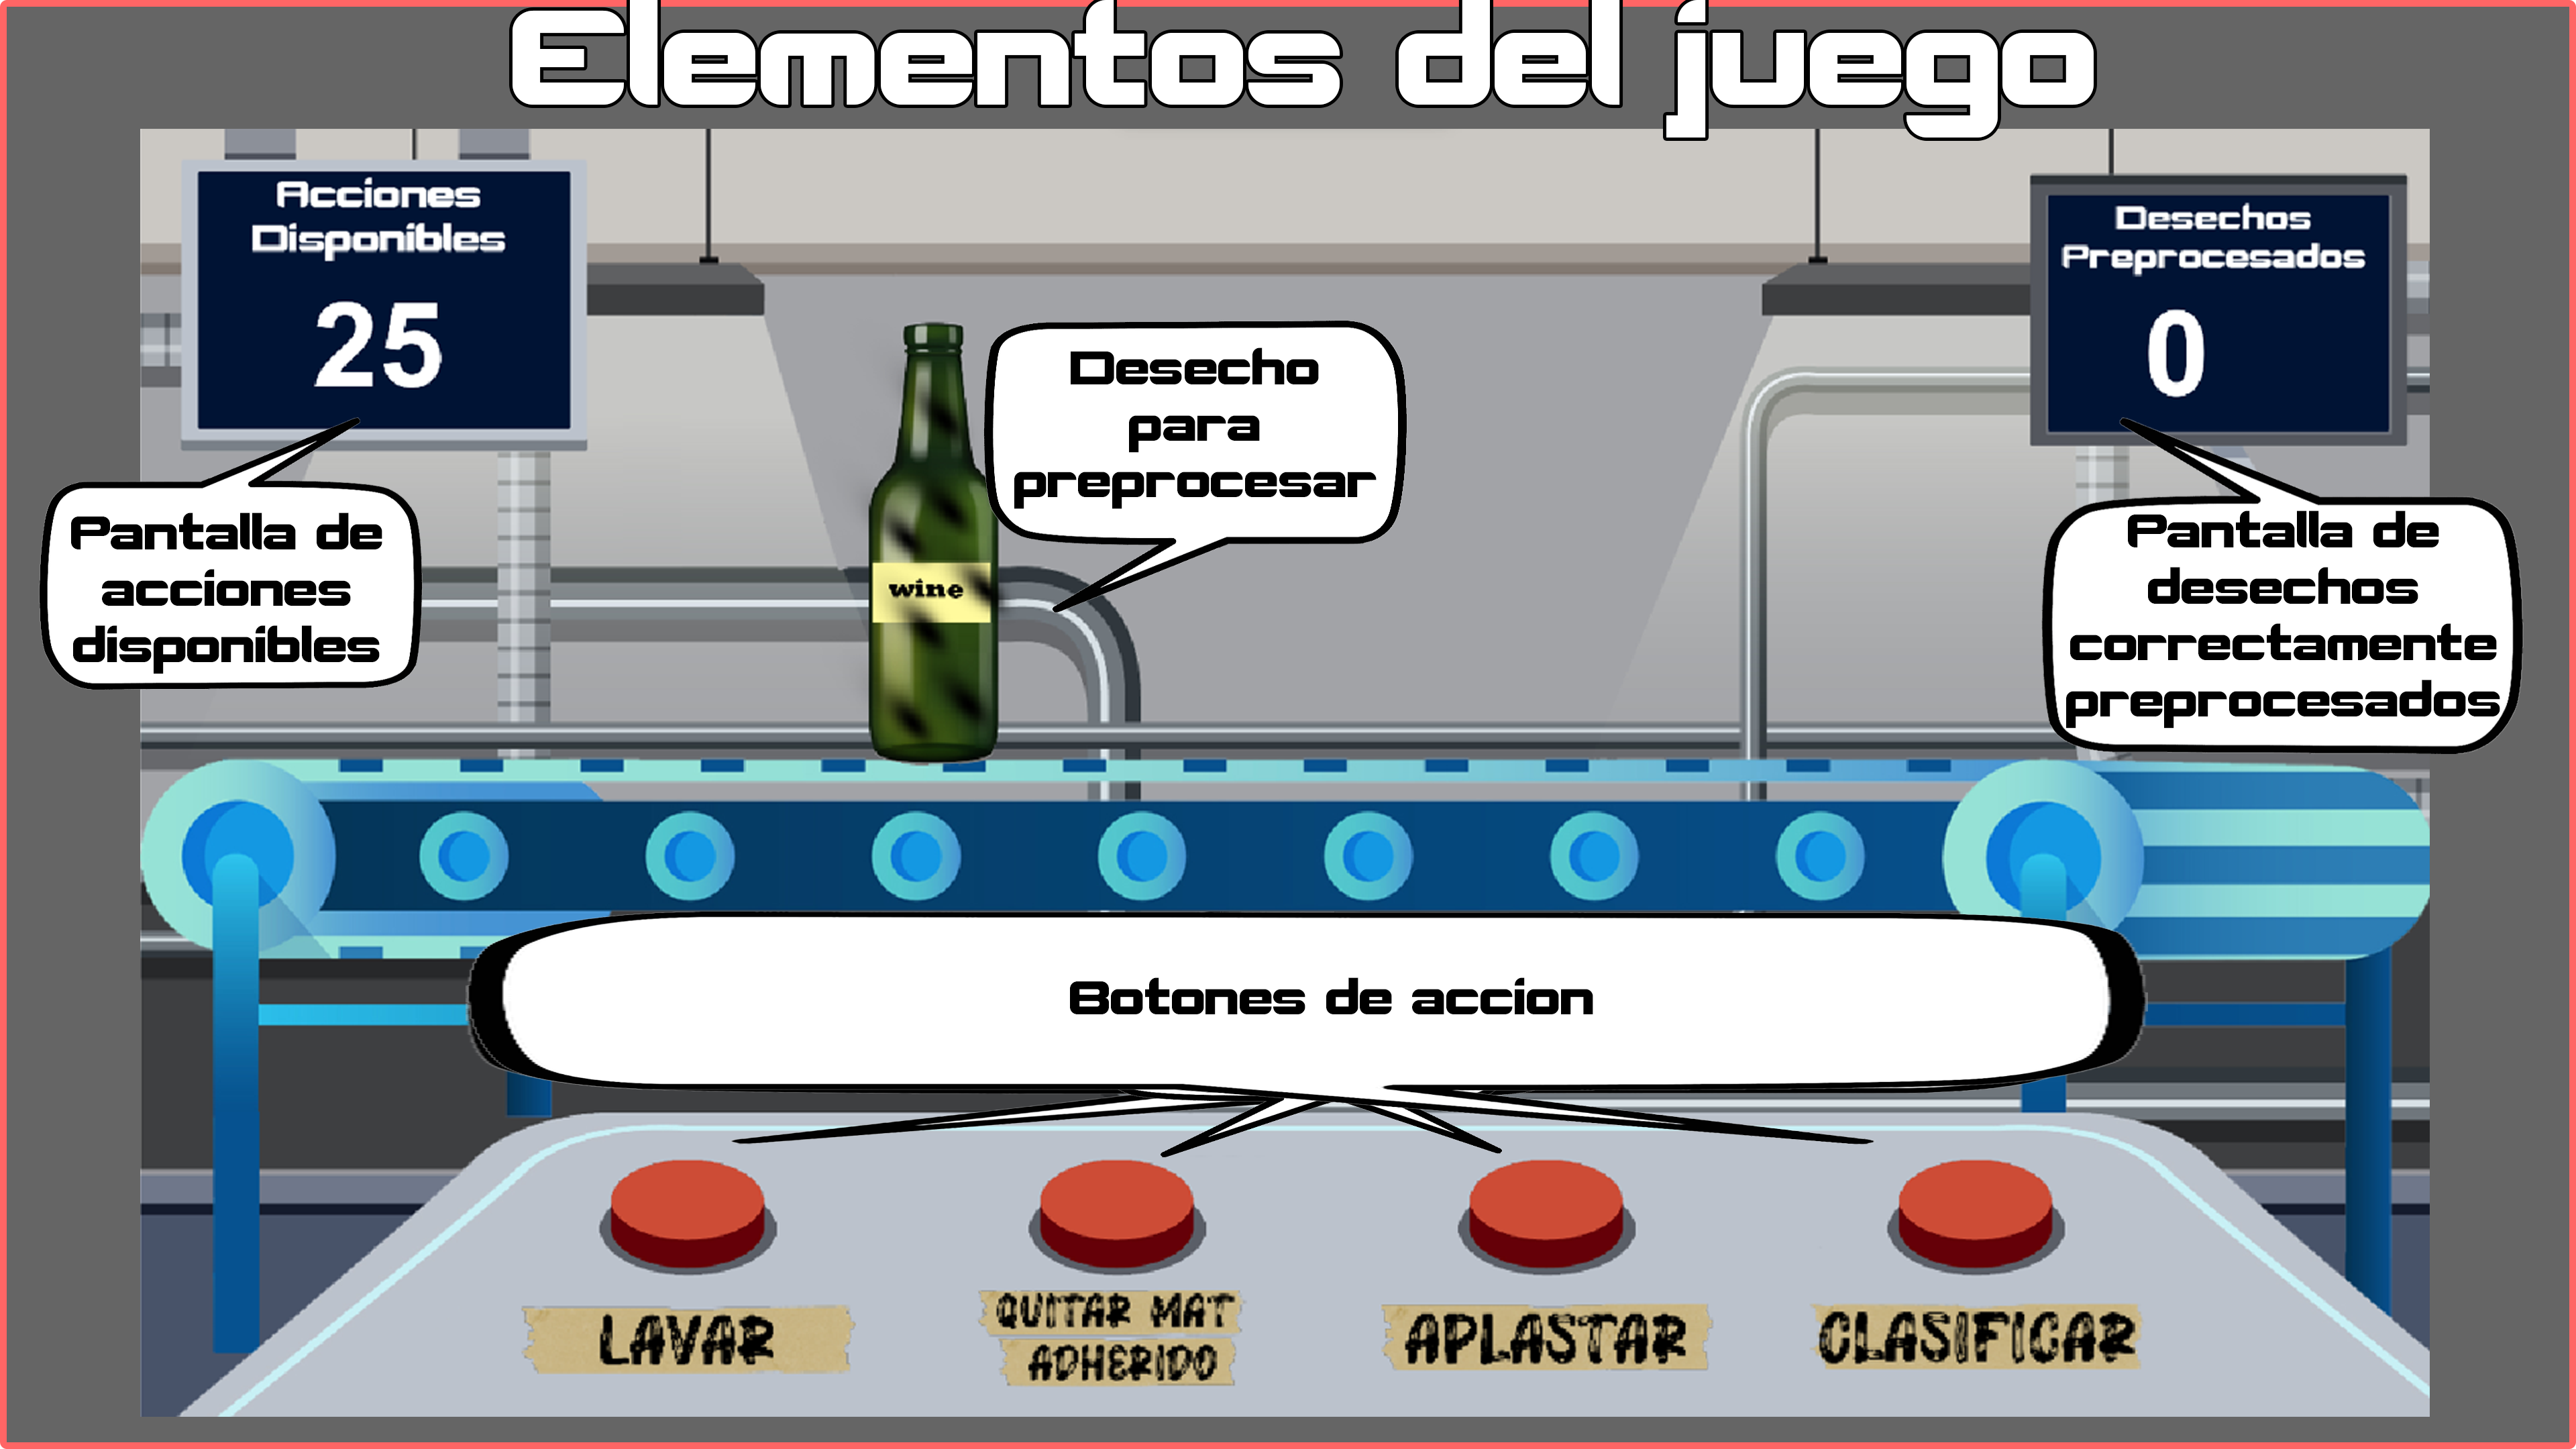 Elementos del juego
Acciones
Disponibles
25
Desechos
Preprocesados
0
Desecho
para
preprocesar
Pantalla de
acciones
disponibles
Pantalla de
desechos
correctamente
preprocesados
wine
Botones de accion
LAVAR
QUITAR MAT
ADHERIDO
APLASTAR
CLASIFICAR